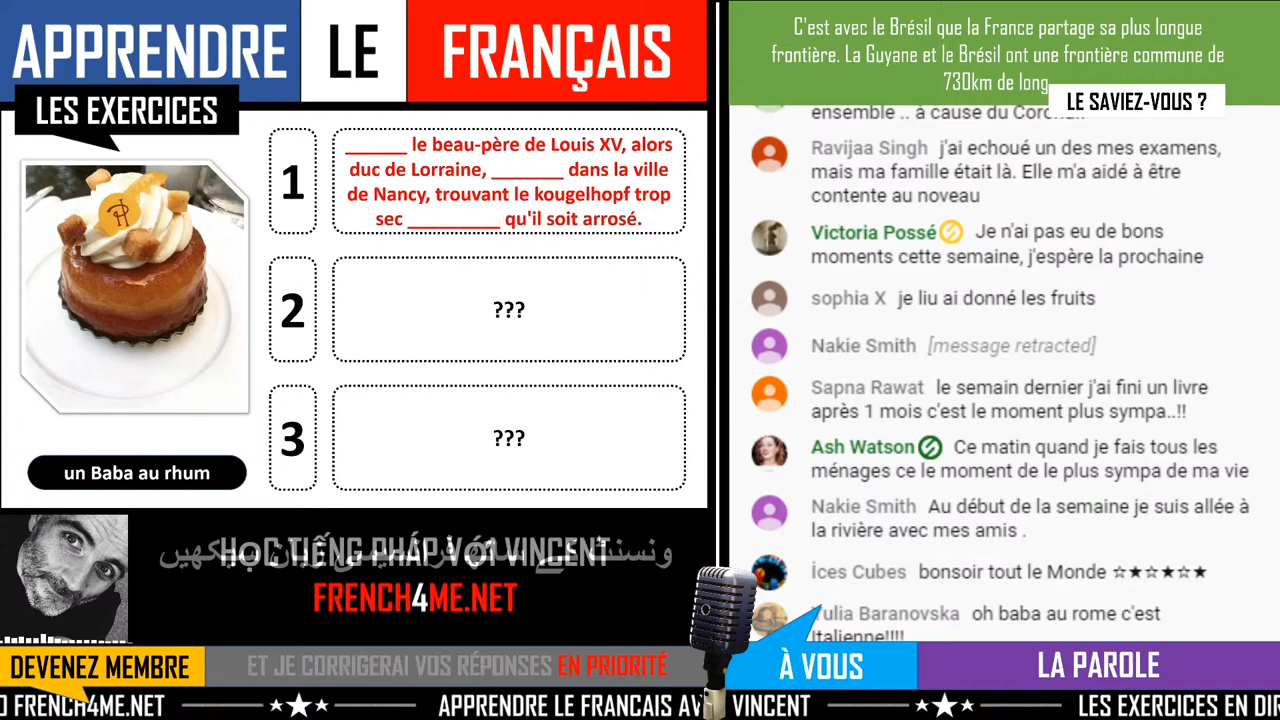 APPRENDRE LE FRANÇAIS
LES EXERCICES
1
_______ le beau-père de Louis XV, alors
duc de Lorraine, ________ dans la ville
de Nancy, trouvant le kougelhopf trop
sec __________ qu'il soit arrosé.
2
???
3
???
un Baba au rhum
HỌC TIẾNG PHÁP VỚI VINCENT
FRENCH4ME.NET
DEVENEZ MEMBRE
ET JE CORRIGERAI VOS RÉPONSES EN PRIORITÉ
C'est avec le Brésil que la France partage sa plus longue
frontière. La Guyane et le Brésil ont une frontière commune de
730km de long
LE SAVIEZ-VOUS ?
ensemble .. à cause du
Ravijaa Singh j'ai echoué un des mes examens,
mais ma famille était là. Elle m'a aidé à être
contente au noveau
Victoria Possé Je n'ai pas eu de bons
moments cette semaine, j'espère la prochaine
sophia X je liu ai donné les fruits
Nakie Smith [message retracted]
Sapna Rawat le semain dernier j'ai fini un livre
après 1 mois c'est le moment plus sympa..!!
Ash Watson Ce matin quand je fais tous les
ménages ce le moment de le plus sympa de ma vie
Nakie Smith Au début de la semaine je suis allée à
la rivière avec mes amis .
İces Cubes bonsoir tout le Monde ☆★☆★☆★
Yulia Baranovska oh baba au rome c'est
Italienne!!!!
À VOUS
LA PAROLE
FRENCH4ME.NET
APPRENDRE LE FRANCAIS VINCENT
LES EXERCICES EN